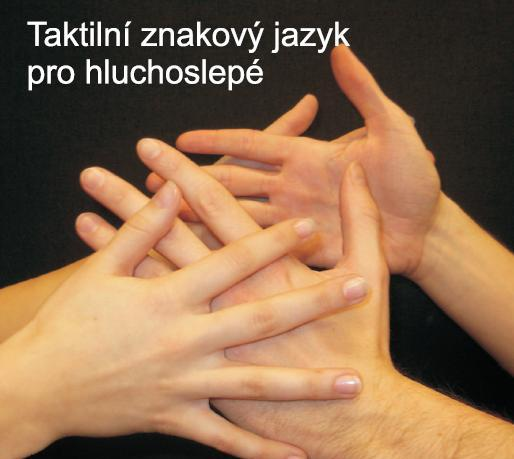 Taktilní znakový jazyk
pro hluchoslepé